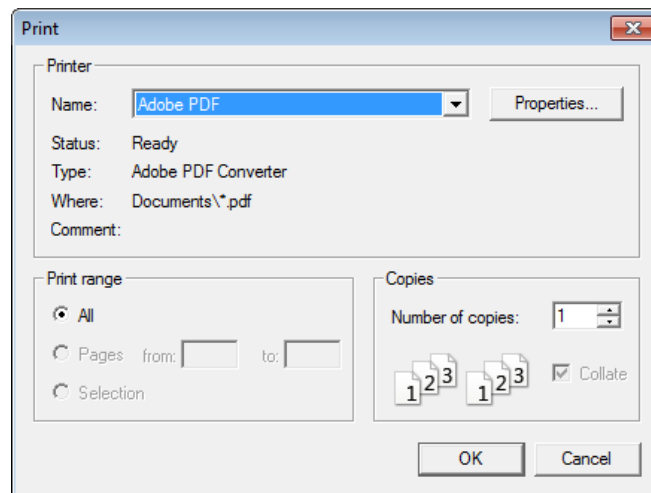 Print
Printer
Name: Adobe PDF Properties...
Status: Ready
Type: Adobe PDF Converter
Where: Documents\*.pdf
Comment:
Print range
All
Pages from: to:
Selection
Copies
Number of copies: 1
1 2 3 1 2 3 Collate
OK Cancel